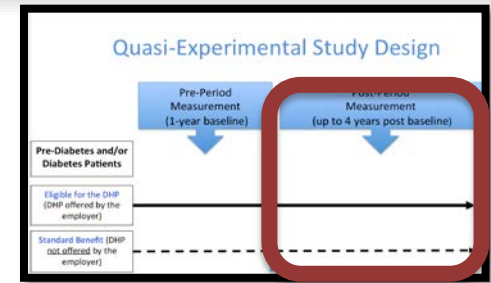 Quasi-Experimental Study Design
Pre-Period
Measurement
(1-year baseline)
Post-Period
Measurement
(up to 4 years post baseline)
Pre-Diabetes and/or
Diabetes Patients
Eligible for the DHP
(DHP offered by the
employer)
Standard Benefit (DHP
not offered by the
employer)